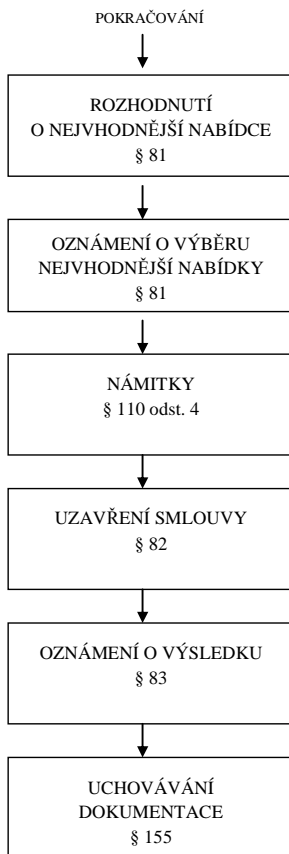 POKRAČOVÁNÍ
ROZHODNUTÍ
O NEJVHODNĚJŠÍ NABÍDCE
§ 81
OZNÁMENÍ O VÝBĚRU
NEJVHODNĚJŠÍ NABÍDKY
§ 81
NÁMITKY
§ 110 odst. 4
UZAVŘENÍ SMLOUVY
§ 82
OZNÁMENÍ O VÝSLEDKU
§ 83
UCHOVÁVÁNÍ
DOKUMENTACE
§ 155